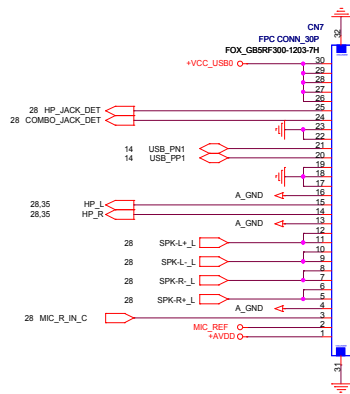 CN7
FPC CONN_30P
FOX_GB5RF300-1203-7H
32
+VCC_USB0
30
29
28
27
26
28 HP_JACK_DET
25
28 COMBO_JACK_DET
24
23
22
14 USB_PN1
21
14 USB_PP1
20
19
18
17
A_GND
16
28,35 HP_L
15
28,35 HP_R
14
A_GND
13
12
28 SPK-L+_L
11
10
28 SPK-L-_L
9
8
28 SPK-R-_L
7
6
28 SPK-R+_L
5
A_GND
4
28 MIC_R_IN_C
3
MIC_REF
2
+AVDD
1
31